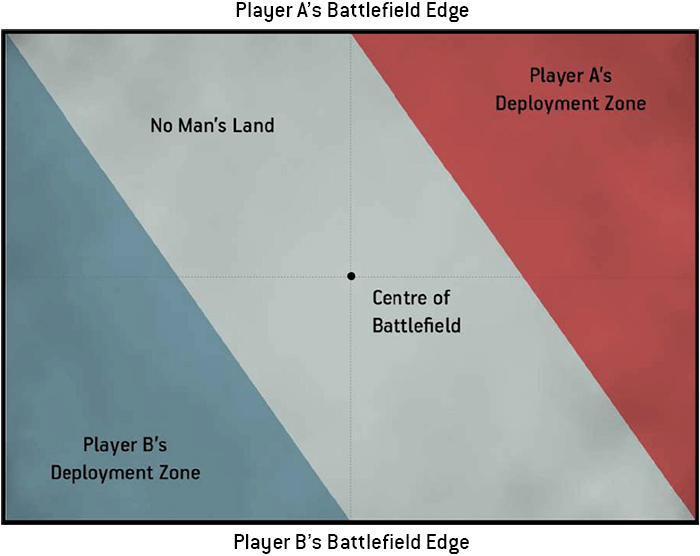 Player A's Battlefield Edge
Player A's
Deployment Zone
No Man's Land
Centre of
Battlefield
Player B's
Deployment Zone
Player B's Battlefield Edge